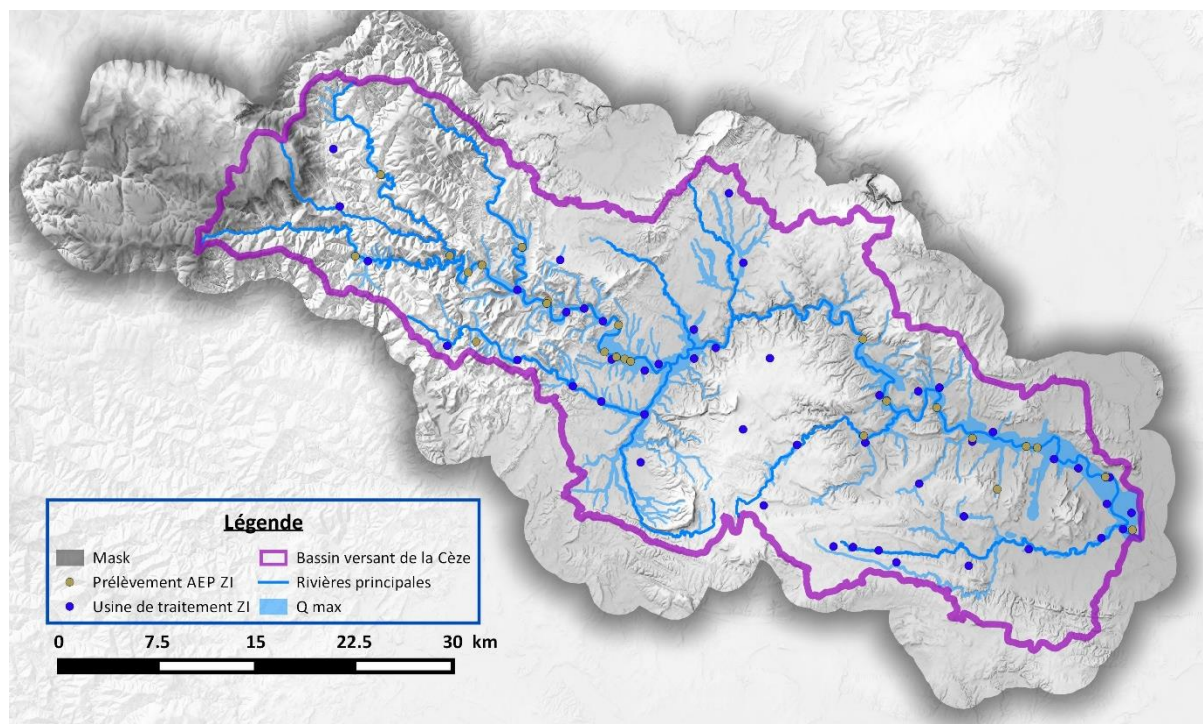 Légende
Mask
Bassin versant de la Cèze
Prélèvement AEP ZI
Rivières principales
Usine de traitement ZI
Q max
0 7.5 15 22.5 30 km